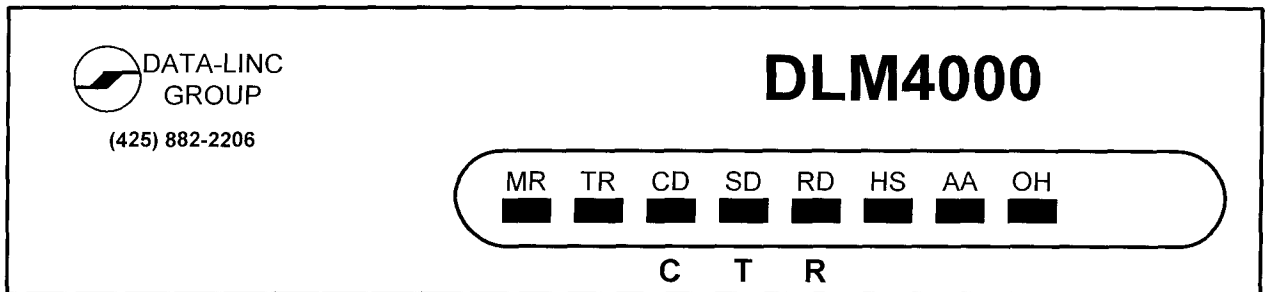 DATA-LINC
GROUP
(425) 882-2206
DLM4000
MR TR CD SD RD HS AA OH
C T R